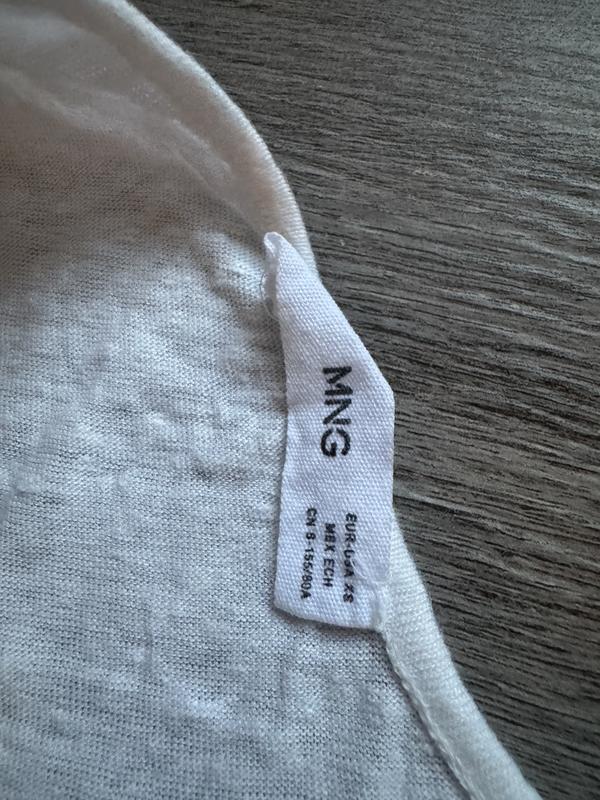 MNG
EUR-USA XS
MEX ECH
CN S-155/80A